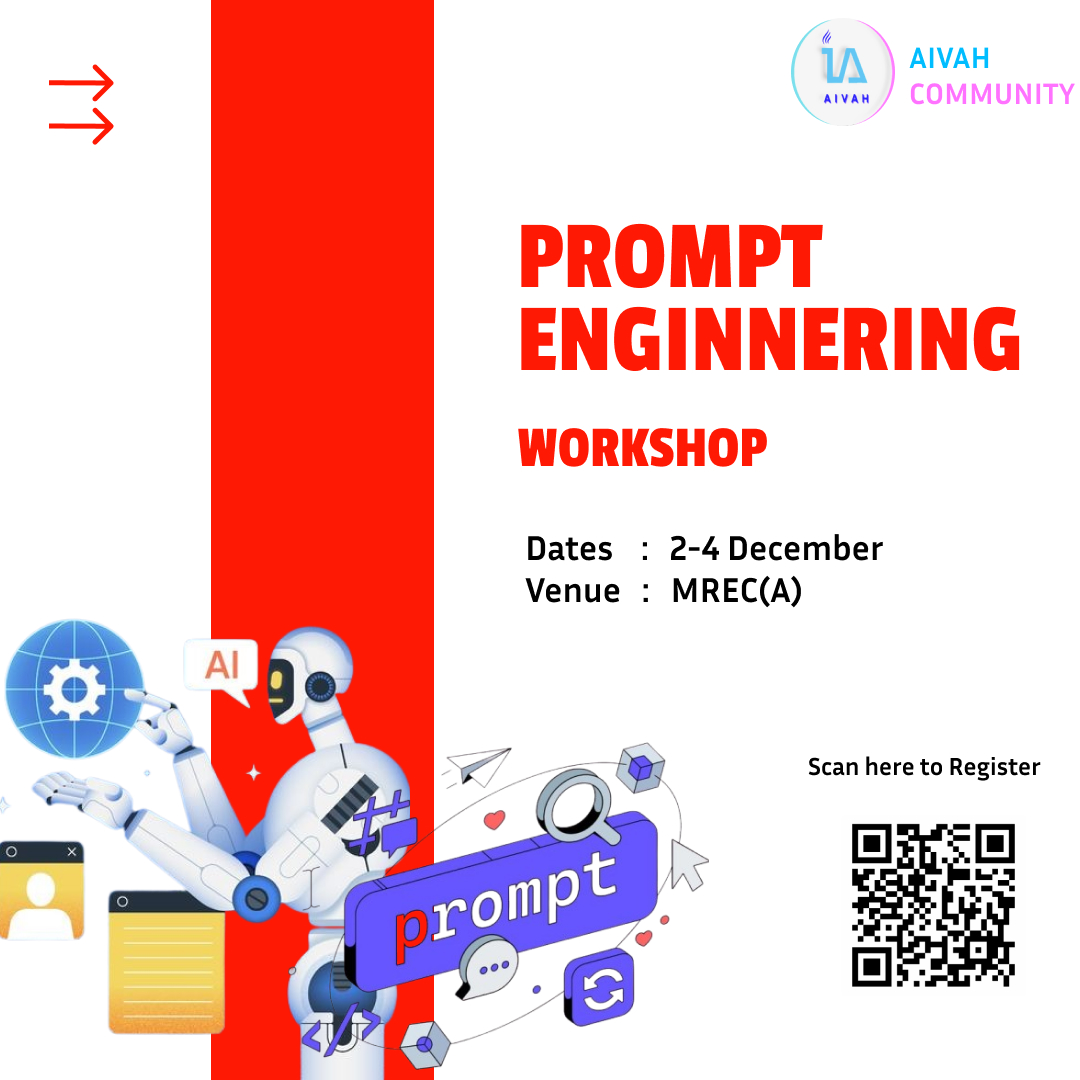 AIVAH
AIVAH
COMMUNITY
PROMPT
ENGINNERING
WORKSHOP
Dates : 2-4 December
Venue : MREC(A)
AI
Scan here to Register
#
prompt
</>